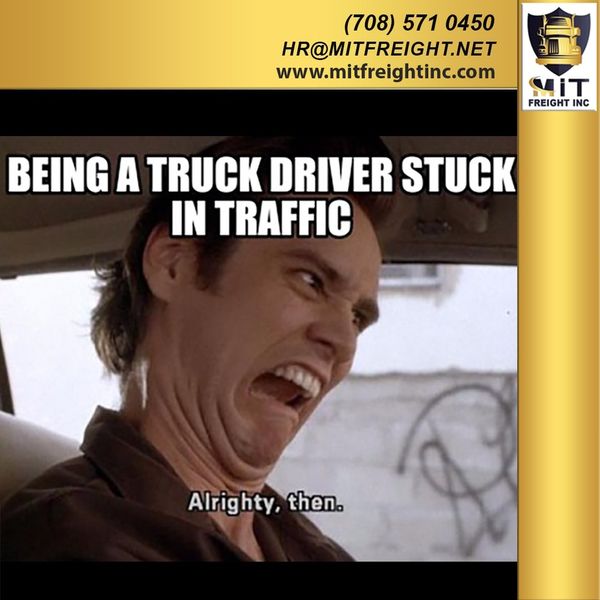 (708) 571 0450
HR@MITFREIGHT.NET
www.mitfreightinc.com
MiT
FREIGHT INC
BEING A TRUCK DRIVER STUCK
IN TRAFFIC
Alrighty, then.